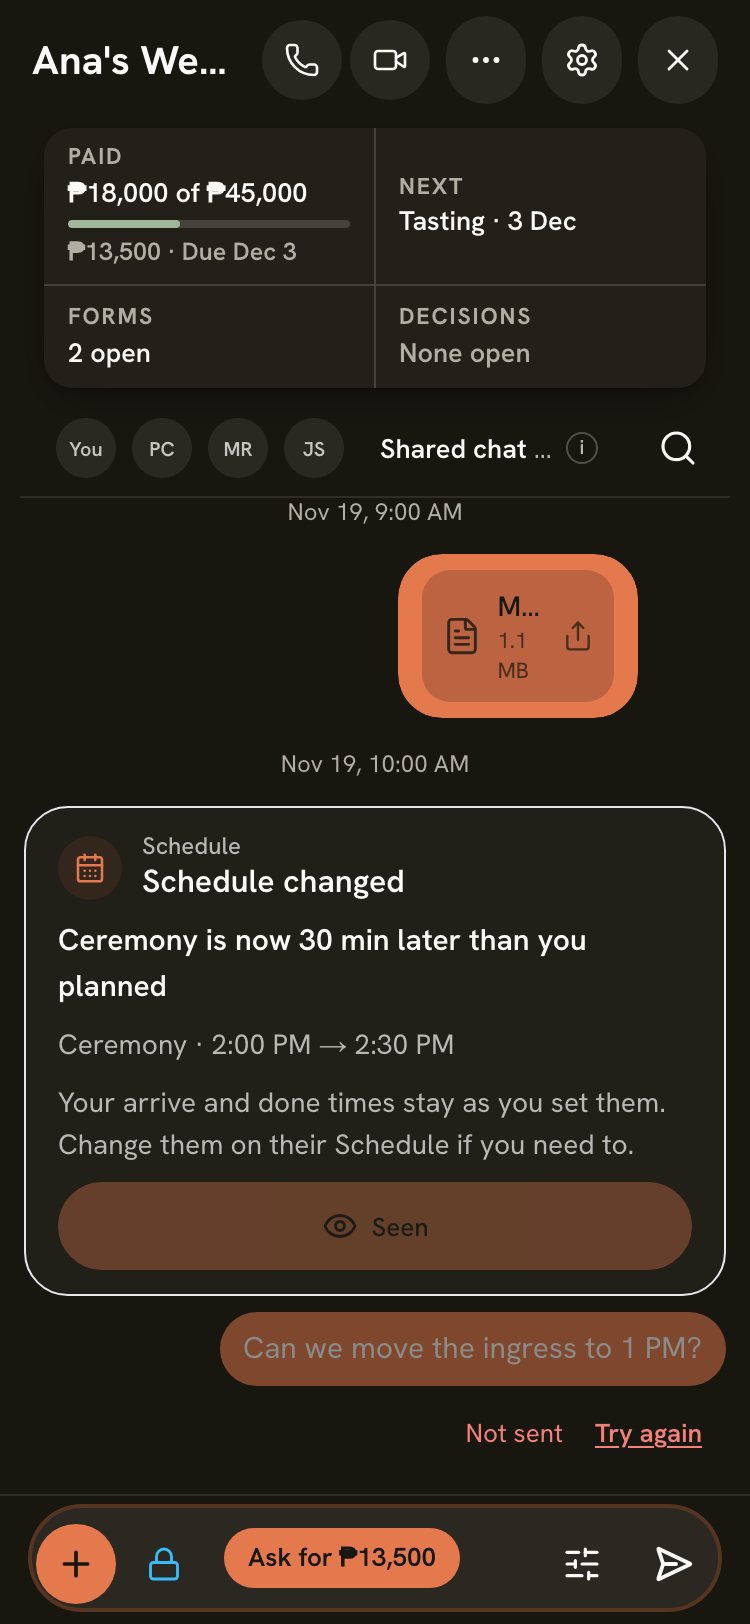 Ana's We...
PAID
₱18,000 of ₱45,000
₱13,500 · Due Dec 3
NEXT
Tasting · 3 Dec
FORMS
2 open
DECISIONS
None open
You
PC
MR
JS
Shared chat ...
i
Nov 19, 9:00 AM
M...
1.1
MB
Nov 19, 10:00 AM
Schedule
Schedule changed
Ceremony is now 30 min later than you
planned
Ceremony · 2:00 PM → 2:30 PM
Your arrive and done times stay as you set them.
Change them on their Schedule if you need to.
Seen
Can we move the ingress to 1 PM?
Not sent Try again
Ask for ₱13,500